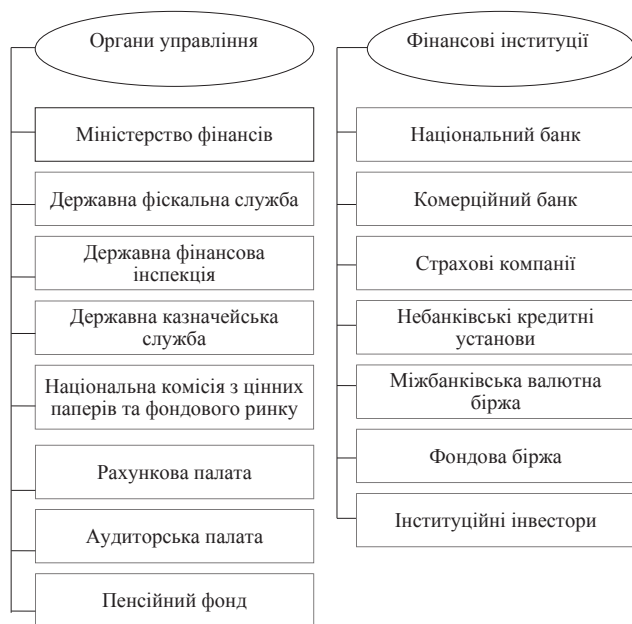 Органи управління
Міністерство фінансів
Державна фіскальна служба
Державна фінансова
інспекція
Державна казначейська
служба
Національна комісія з цінних
паперів та фондового ринку
Рахункова палата
Аудиторська палата
Пенсійний фонд
Фінансові інституції
Національний банк
Комерційний банк
Страхові компанії
Небанківські кредитні
установи
Міжбанківська валютна
біржа
Фондова біржа
Інституційні інвестори